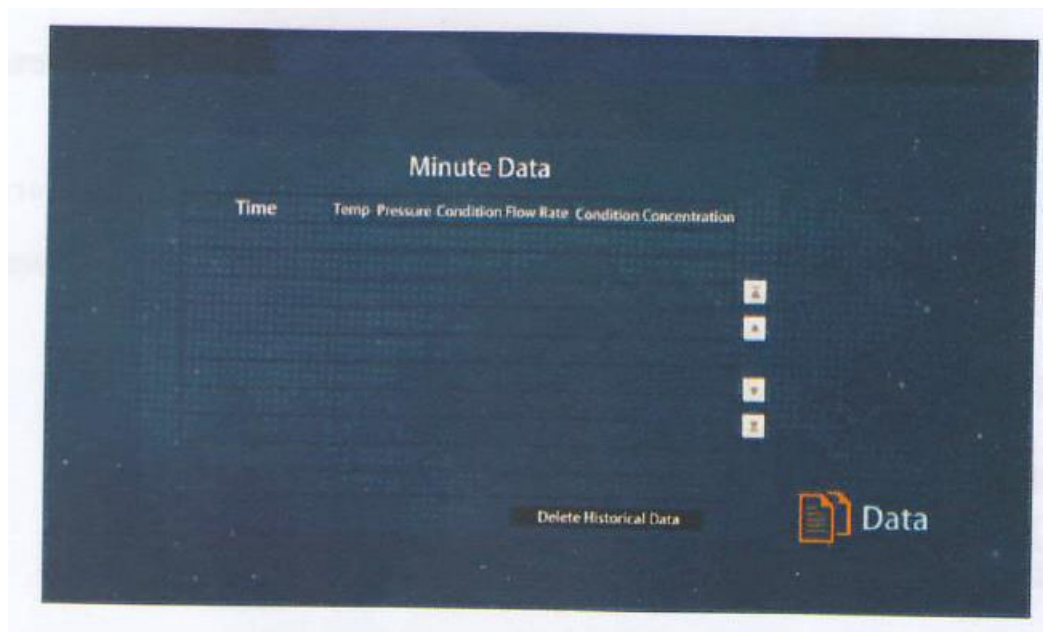 Minute Data
Time Temp Pressure Condition Flow Rate Condition Concentration
Delete Historical Data
Data